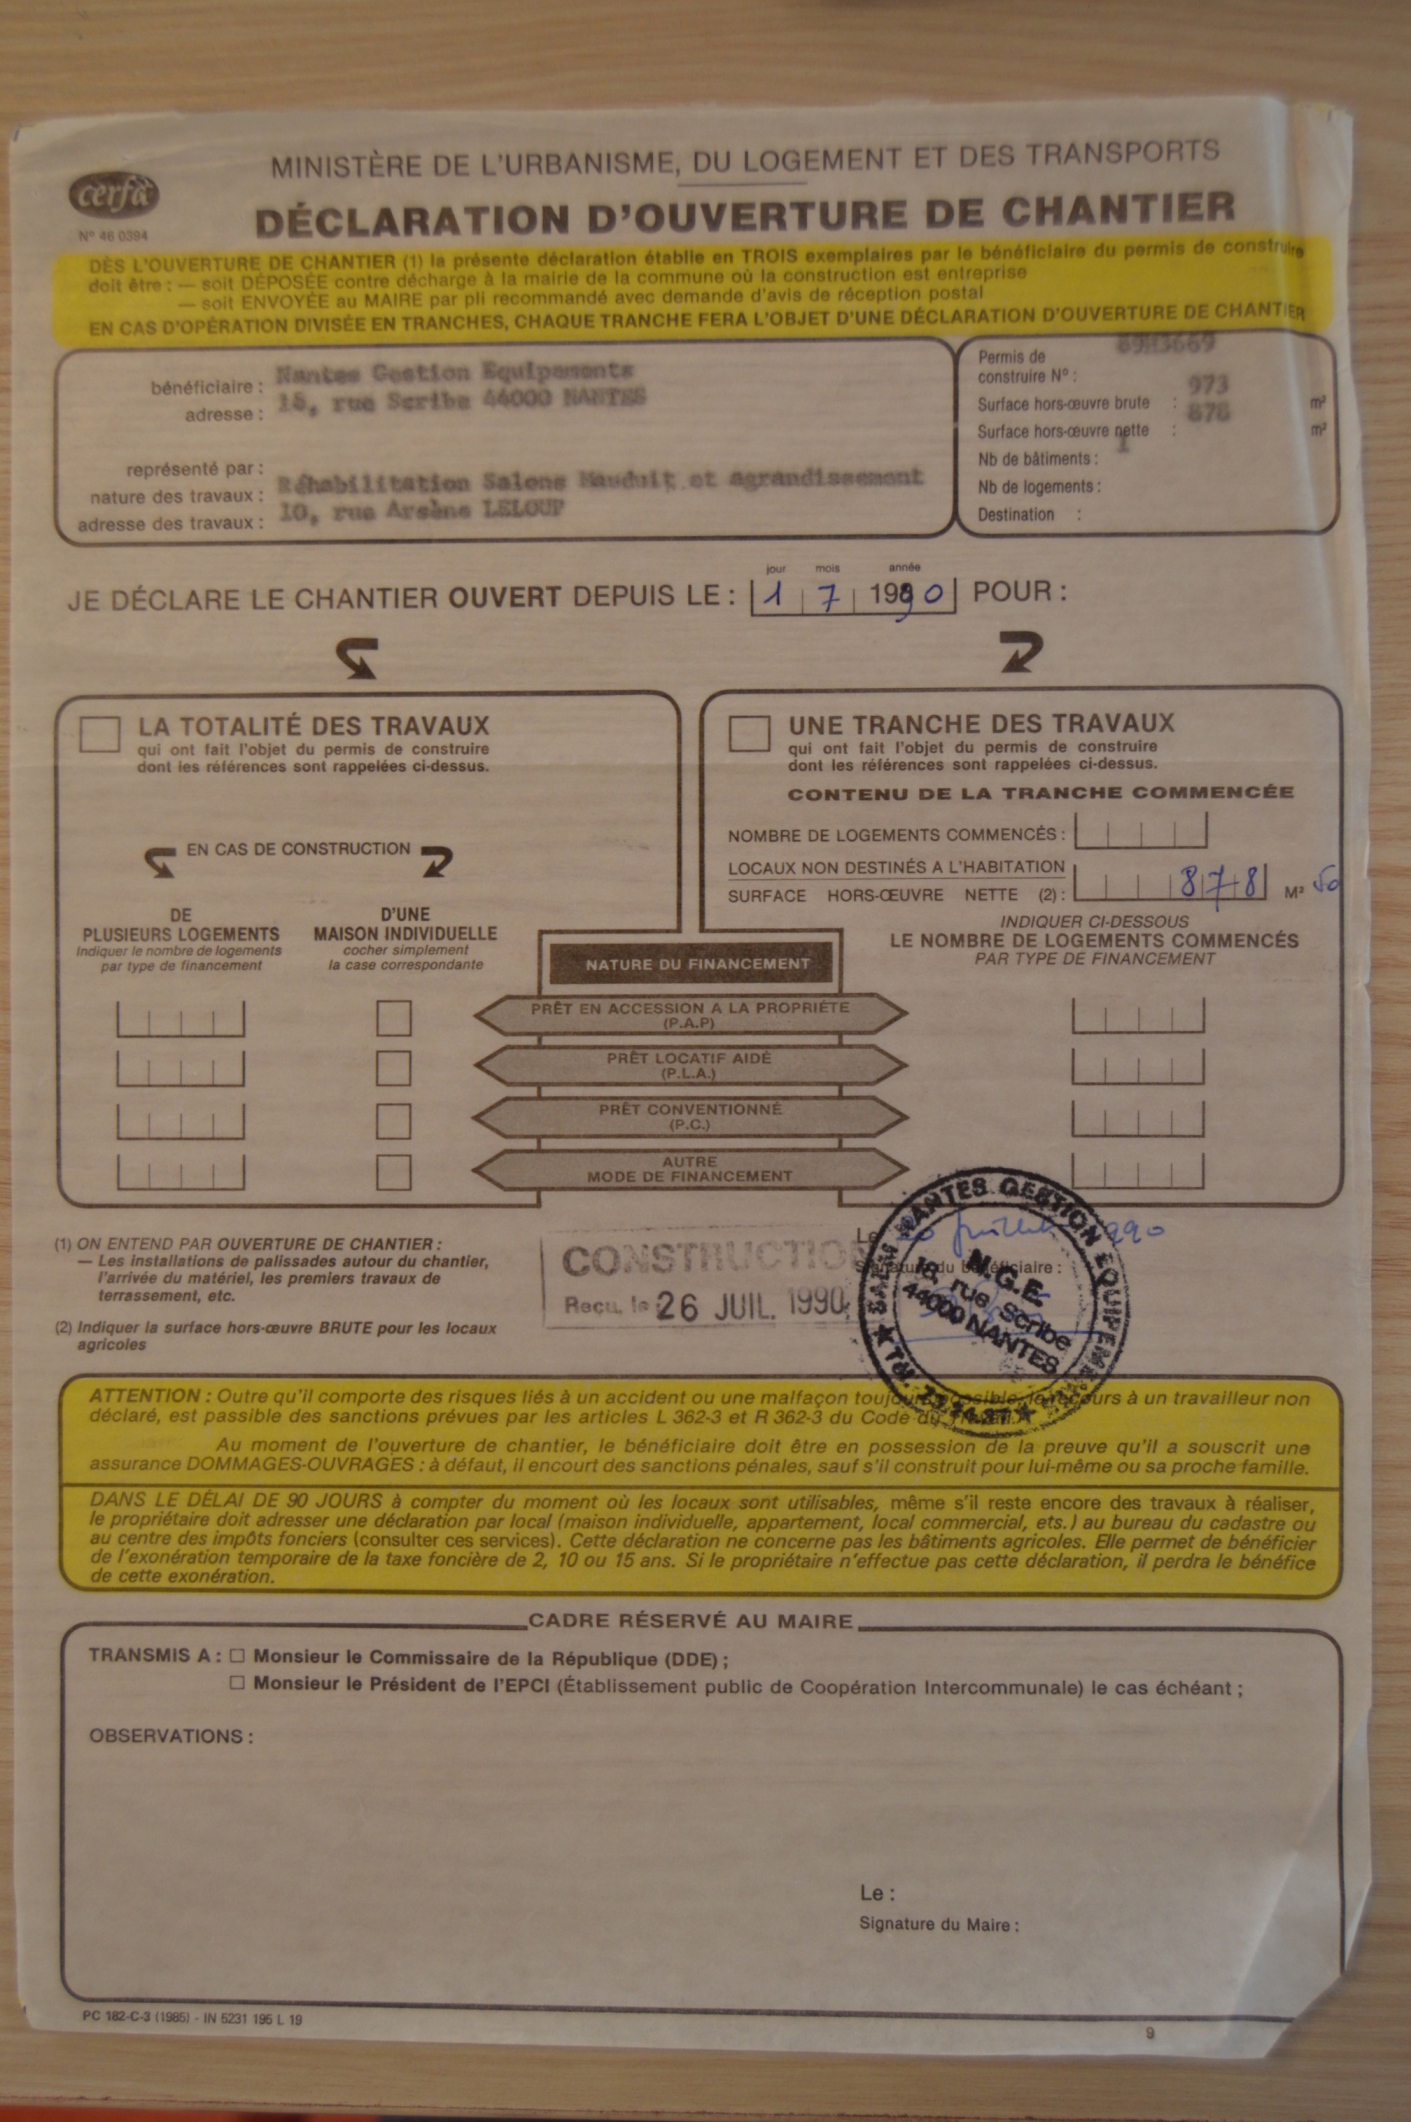 MINISTÈRE DE L'URBANISME, DU LOGEMENT ET DES TRANSPORTS
cerfa
N° 46 0394
DÉCLARATION D'OUVERTURE DE CHANTIER
DÈS L'OUVERTURE DE CHANTIER (1) la présente déclaration établie en TROIS exemplaires par le bénéficiaire du permis de construire
doit être : — soit DÉPOSÉE contre décharge à la mairie de la commune où la construction est entreprise
— soit ENVOYÉE au MAIRE par pli recommandé avec demande d'avis de réception postal
EN CAS D'OPÉRATION DIVISÉE EN TRANCHES, CHAQUE TRANCHE FERA L'OBJET D'UNE DÉCLARATION D'OUVERTURE DE CHANTIER
bénéficiaire : Nantes Gestion Equipements
adresse : 18, rue Scribe 44000 NANTES
représenté par :
nature des travaux : Réhabilitation Salons Mauduit et agrandissement
adresse des travaux : 10, rue Arsène LELOUP
Permis de
construire N° : 89H3669
Surface hors-œuvre brute : 973 m²
Surface hors-œuvre nette : 878 m²
Nb de bâtiments : 1
Nb de logements :
Destination :
jour mois année
JE DÉCLARE LE CHANTIER OUVERT DEPUIS LE : 1 7 1990 POUR :
LA TOTALITÉ DES TRAVAUX
qui ont fait l'objet du permis de construire
dont les références sont rappelées ci-dessus.
EN CAS DE CONSTRUCTION
DE
PLUSIEURS LOGEMENTS
Indiquer le nombre de logements
par type de financement
D'UNE
MAISON INDIVIDUELLE
cocher simplement
la case correspondante
UNE TRANCHE DES TRAVAUX
qui ont fait l'objet du permis de construire
dont les références sont rappelées ci-dessus.
CONTENU DE LA TRANCHE COMMENCÉE
NOMBRE DE LOGEMENTS COMMENCÉS :
LOCAUX NON DESTINÉS A L'HABITATION
SURFACE HORS-ŒUVRE NETTE (2) : 878 M² 50
INDIQUER CI-DESSOUS
LE NOMBRE DE LOGEMENTS COMMENCÉS
PAR TYPE DE FINANCEMENT
NATURE DU FINANCEMENT
PRÊT EN ACCESSION A LA PROPRIÉTE
(P.A.P)
PRÊT LOCATIF AIDÉ
(P.L.A.)
PRÊT CONVENTIONNÉ
(P.C.)
AUTRE
MODE DE FINANCEMENT
(1) ON ENTEND PAR OUVERTURE DE CHANTIER :
— Les installations de palissades autour du chantier,
l'arrivée du matériel, les premiers travaux de
terrassement, etc.
(2) Indiquer la surface hors-œuvre BRUTE pour les locaux
agricoles
CONSTRUCTION
Reçu le 26 JUIL. 1990
Le 20 juillet 1990
Signature du bénéficiaire :
NANTES GESTION EQUIPEMENT
N.G.E.
18, rue Scribe
44000 NANTES
ATTENTION : Outre qu'il comporte des risques liés à un accident ou une malfaçon toujours possible, le recours à un travailleur non
déclaré, est passible des sanctions prévues par les articles L 362-3 et R 362-3 du Code du Travail.
Au moment de l'ouverture de chantier, le bénéficiaire doit être en possession de la preuve qu'il a souscrit une
assurance DOMMAGES-OUVRAGES : à défaut, il encourt des sanctions pénales, sauf s'il construit pour lui-même ou sa proche famille.
DANS LE DÉLAI DE 90 JOURS à compter du moment où les locaux sont utilisables, même s'il reste encore des travaux à réaliser,
le propriétaire doit adresser une déclaration par local (maison individuelle, appartement, local commercial, ets.) au bureau du cadastre ou
au centre des impôts fonciers (consulter ces services). Cette déclaration ne concerne pas les bâtiments agricoles. Elle permet de bénéficier
de l'exonération temporaire de la taxe foncière de 2, 10 ou 15 ans. Si le propriétaire n'effectue pas cette déclaration, il perdra le bénéfice
de cette exonération.
CADRE RÉSERVÉ AU MAIRE
TRANSMIS A : Monsieur le Commissaire de la République (DDE) ;
Monsieur le Président de l'EPCI (Établissement public de Coopération Intercommunale) le cas échéant ;
OBSERVATIONS :
Le :
Signature du Maire :
PC 182-C-3 (1985) - IN 5231 195 L 19
9